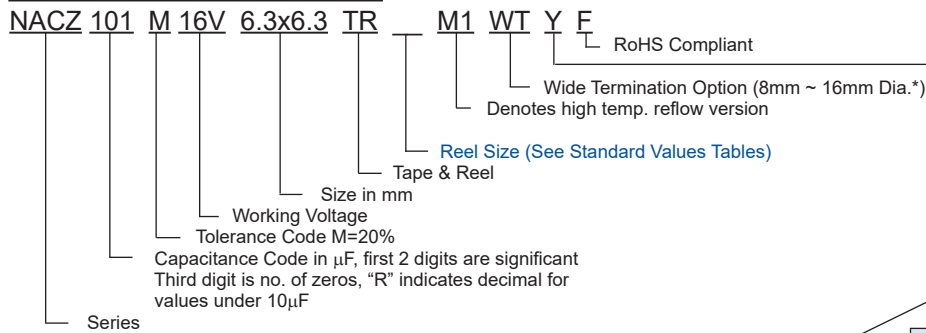 NACZ 101 M 16V 6.3x6.3 TR __ M1 WT Y F
RoHS Compliant
Wide Termination Option (8mm ~ 16mm Dia.*)
Denotes high temp. reflow version
Reel Size (See Standard Values Tables)
Tape & Reel
Size in mm
Working Voltage
Tolerance Code M=20%
Capacitance Code in μF, first 2 digits are significant
Third digit is no. of zeros, “R” indicates decimal for
values under 10μF
Series